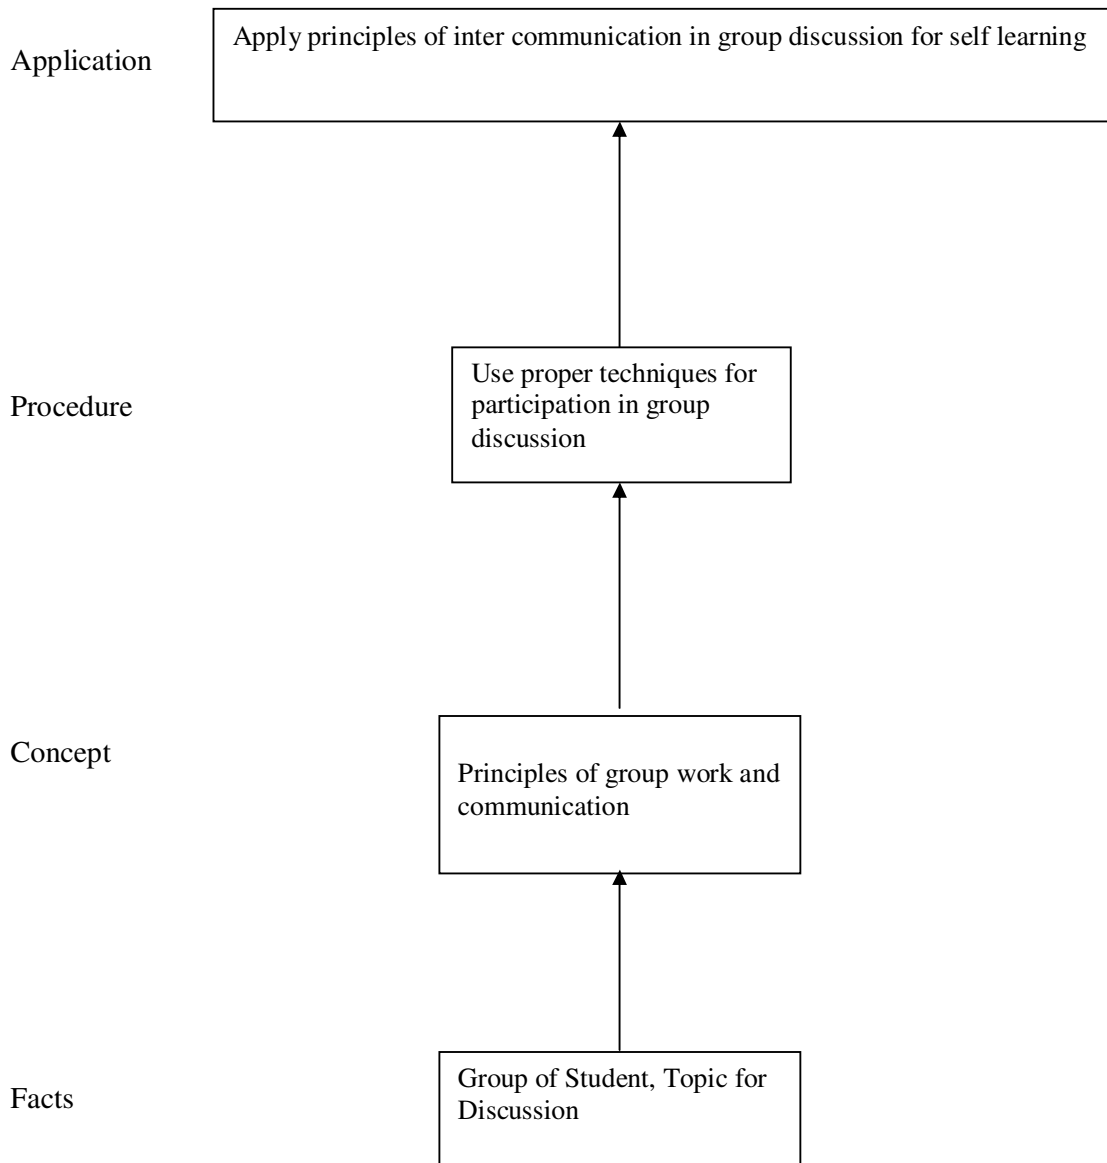 Application
Apply principles of inter communication in group discussion for self learning
Procedure
Use proper techniques for
participation in group
discussion
Concept
Principles of group work and
communication
Facts
Group of Student, Topic for
Discussion